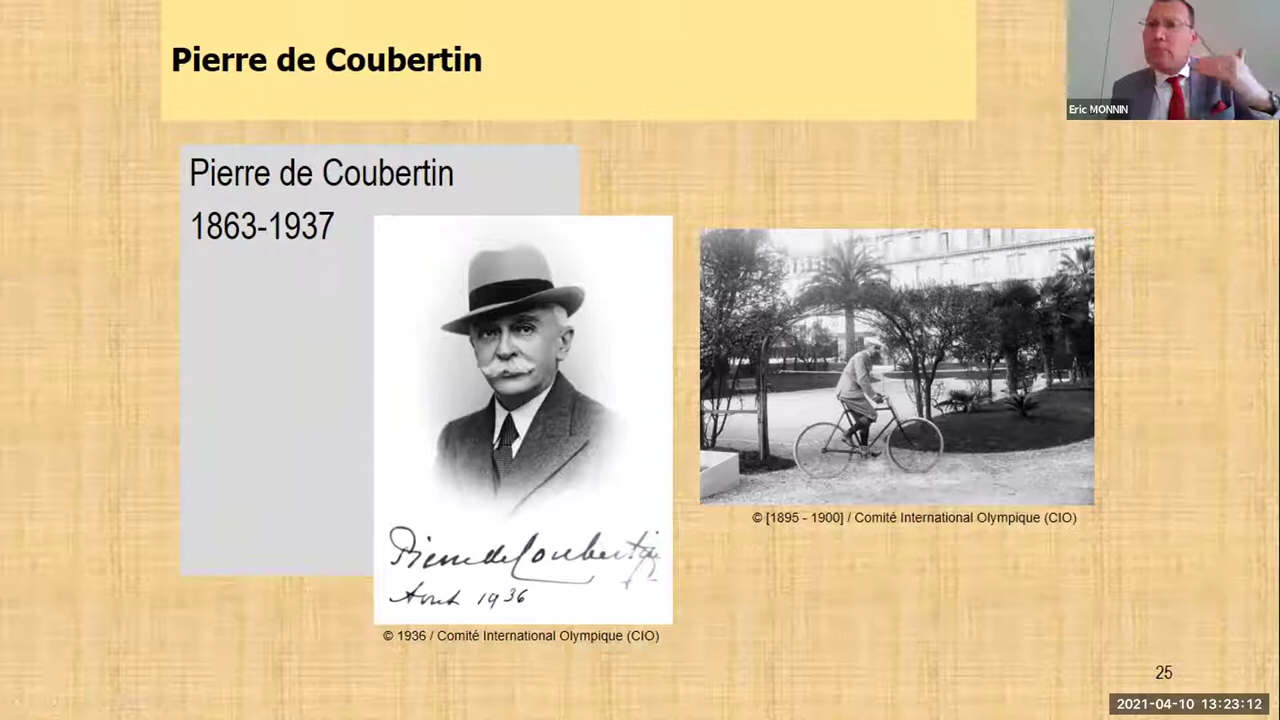 Pierre de Coubertin
Eric MONNIN
Pierre de Coubertin
1863-1937
Pierre de Coubertin
Aout 1936
© [1895 - 1900] / Comité International Olympique (CIO)
© 1936 / Comité International Olympique (CIO)
25
2021-04-10 13:23:12